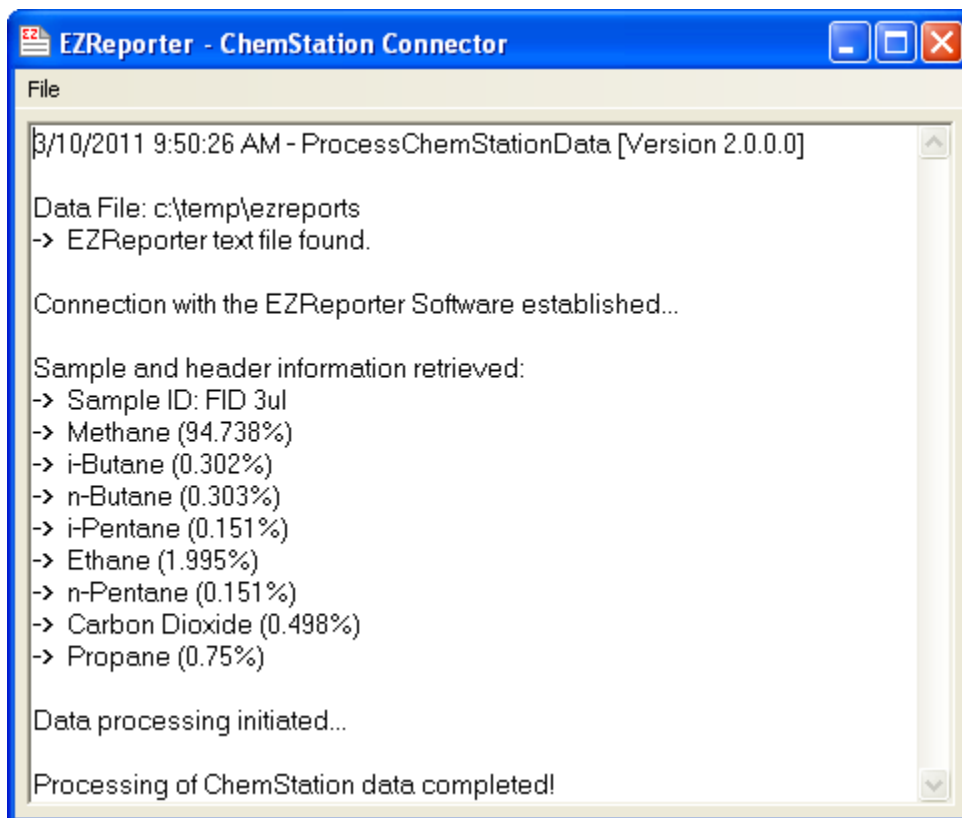 EZReporter - ChemStation Connector
File
3/10/2011 9:50:26 AM - ProcessChemStationData [Version 2.0.0.0]
Data File: c:\temp\ezreports
-> EZReporter text file found.
Connection with the EZReporter Software established...
Sample and header information retrieved:
-> Sample ID: FID 3ul
-> Methane (94.738%)
-> i-Butane (0.302%)
-> n-Butane (0.303%)
-> i-Pentane (0.151%)
-> Ethane (1.995%)
-> n-Pentane (0.151%)
-> Carbon Dioxide (0.498%)
-> Propane (0.75%)
Data processing initiated...
Processing of ChemStation data completed!